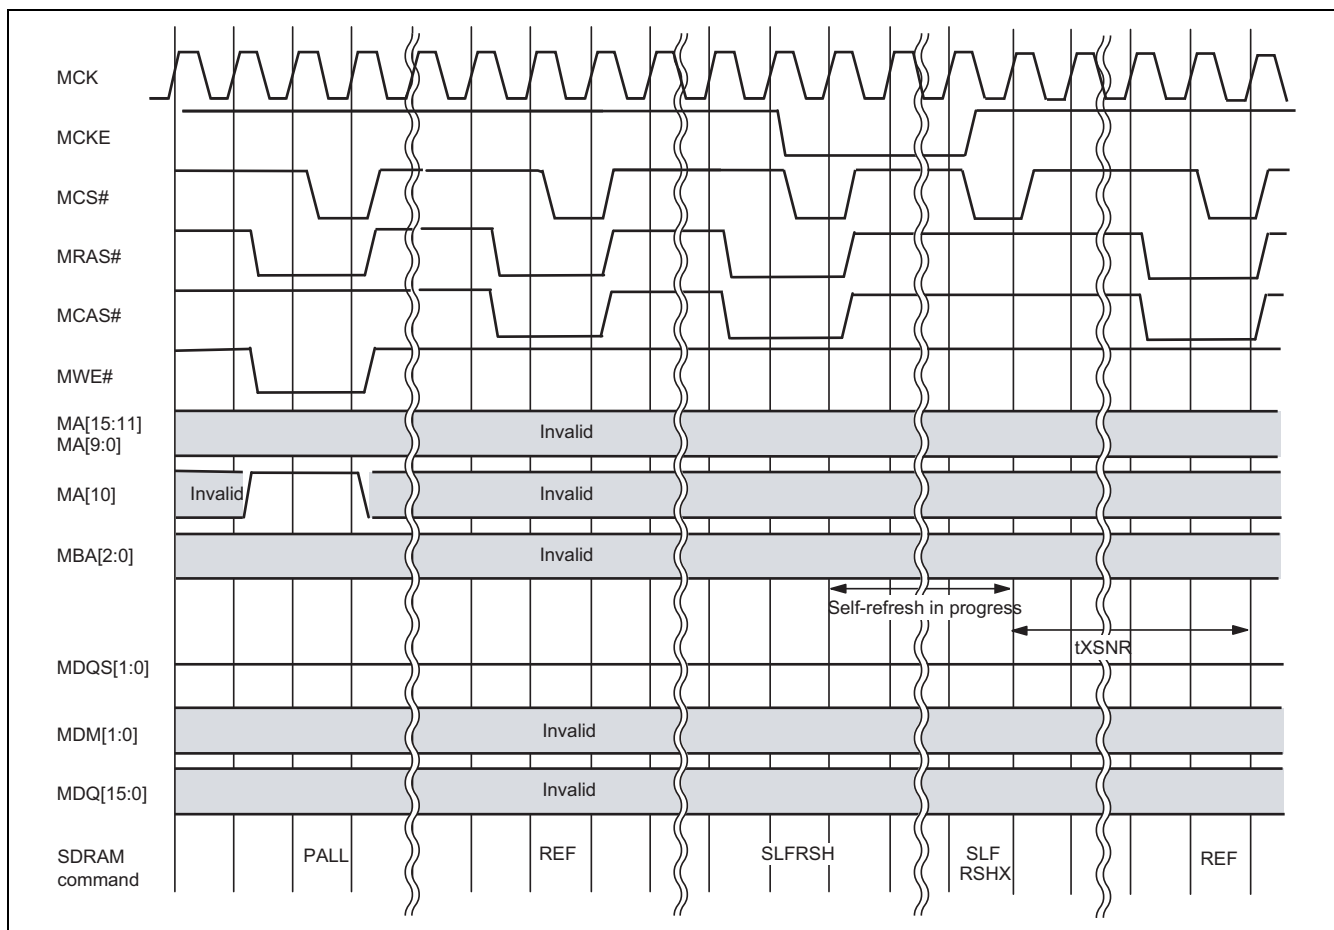 MCK
MCKE
MCS#
MRAS#
MCAS#
MWE#
MA[15:11]
MA[9:0]
Invalid
MA[10]
Invalid
Invalid
MBA[2:0]
Invalid
Self-refresh in progress
tXSNR
MDQS[1:0]
MDM[1:0]
Invalid
MDQ[15:0]
Invalid
SDRAM
command
PALL
REF
SLFRSH
SLF
RSHX
REF